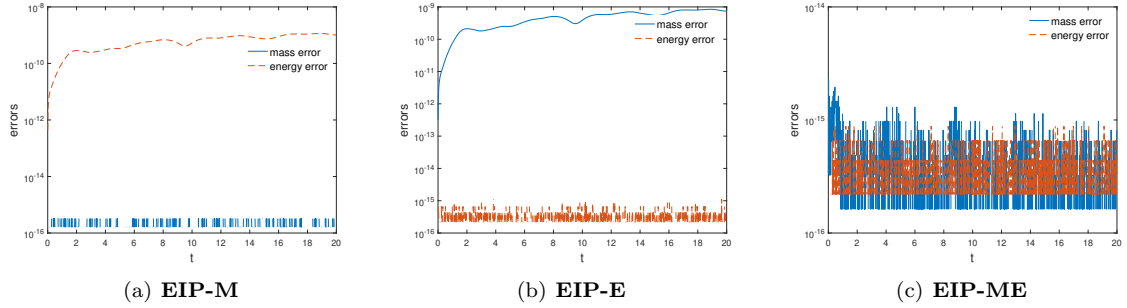 10^-8
10^-10
10^-12
10^-14
10^-16
errors
mass error
energy error
0 2 4 6 8 10 12 14 16 18 20
t
(a) EIP-M
10^-9
10^-10
10^-11
10^-12
10^-13
10^-14
10^-15
10^-16
errors
mass error
energy error
0 2 4 6 8 10 12 14 16 18 20
t
(b) EIP-E
10^-14
10^-15
10^-16
errors
mass error
energy error
0 2 4 6 8 10 12 14 16 18 20
t
(c) EIP-ME